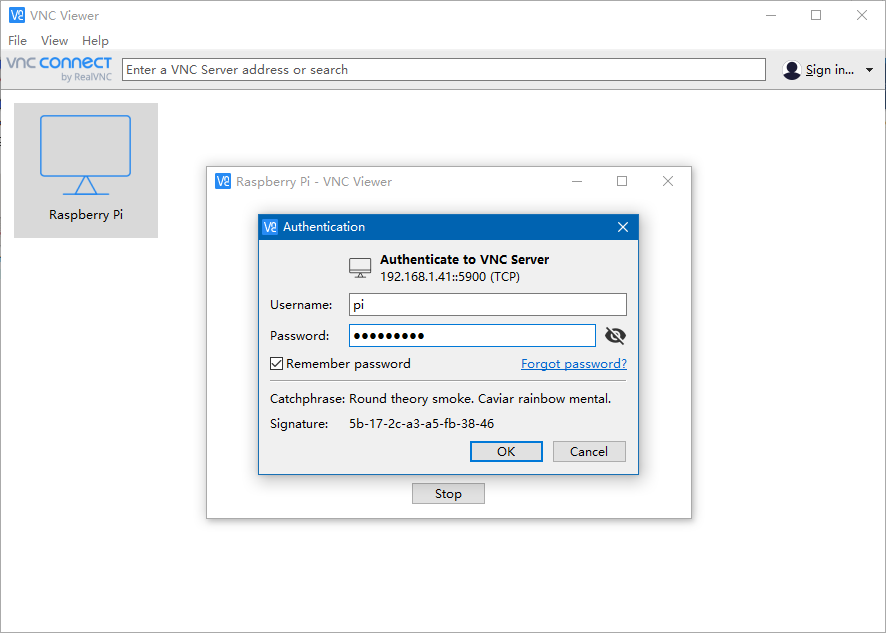 VNC Viewer
File View Help
vnc connect
by RealVNC
Enter a VNC Server address or search
Sign in...
Raspberry Pi
Raspberry Pi - VNC Viewer
Authentication
Authenticate to VNC Server
192.168.1.41::5900 (TCP)
Username: pi
Password: ●●●●●●●●●
Remember password Forgot password?
Catchphrase: Round theory smoke. Caviar rainbow mental.
Signature: 5b-17-2c-a3-a5-fb-38-46
OK Cancel
Stop